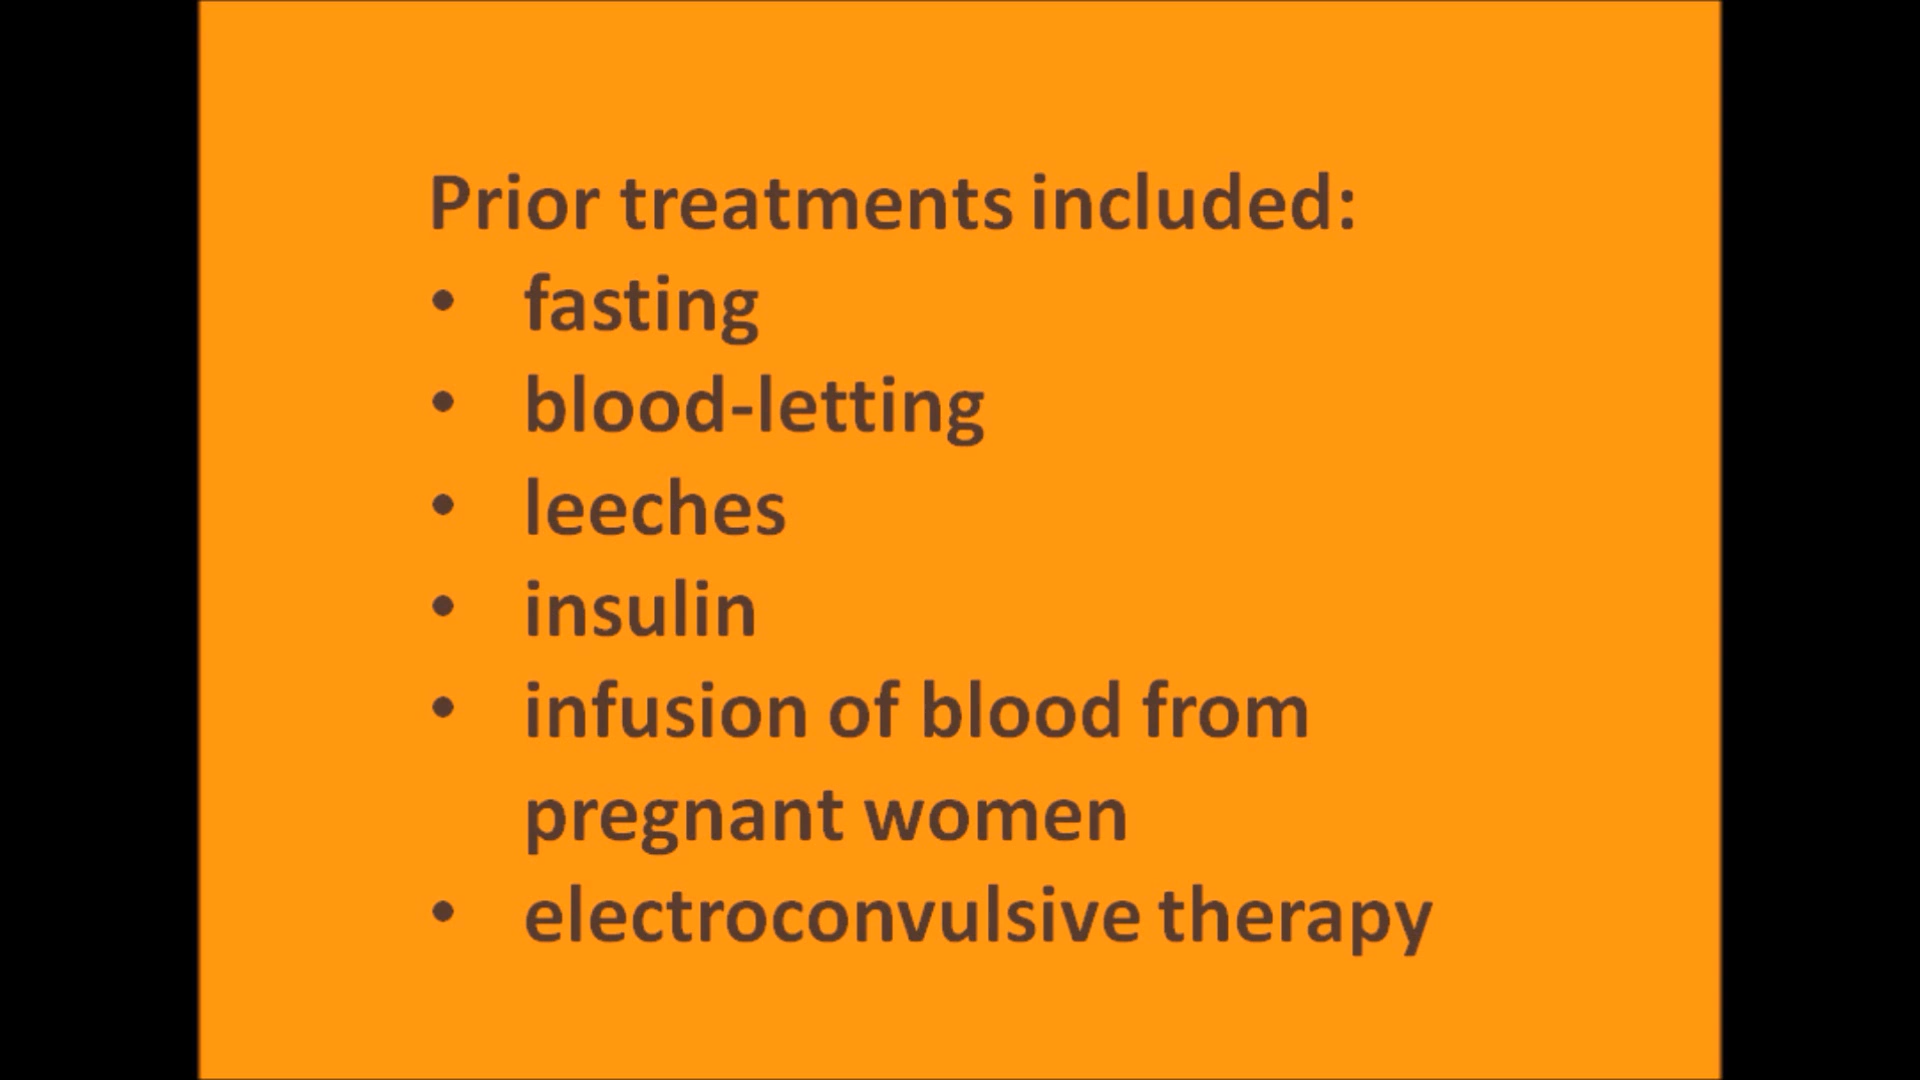 Prior treatments included:
• fasting
• blood-letting
• leeches
• insulin
• infusion of blood from
pregnant women
• electroconvulsive therapy